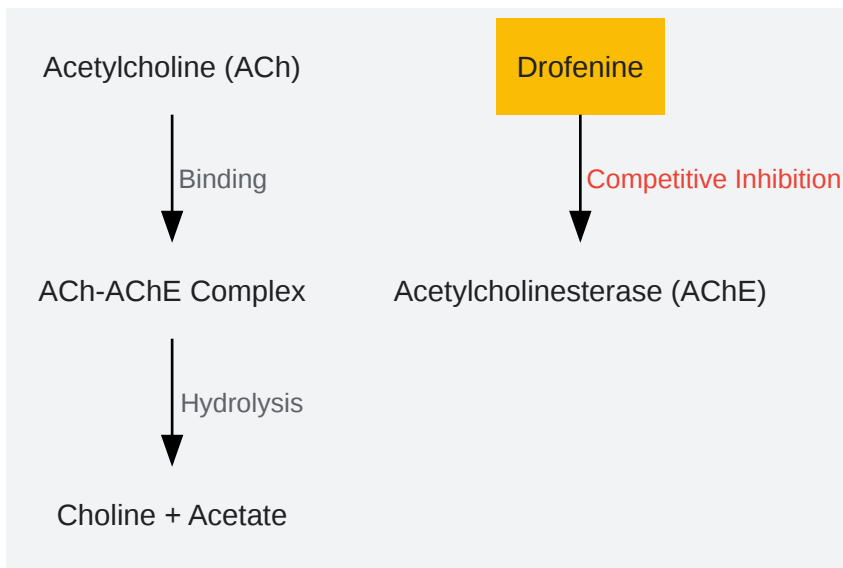 Acetylcholine (ACh)
Drofenine
Binding
Competitive Inhibition
ACh-AChE Complex
Acetylcholinesterase (AChE)
Hydrolysis
Choline + Acetate